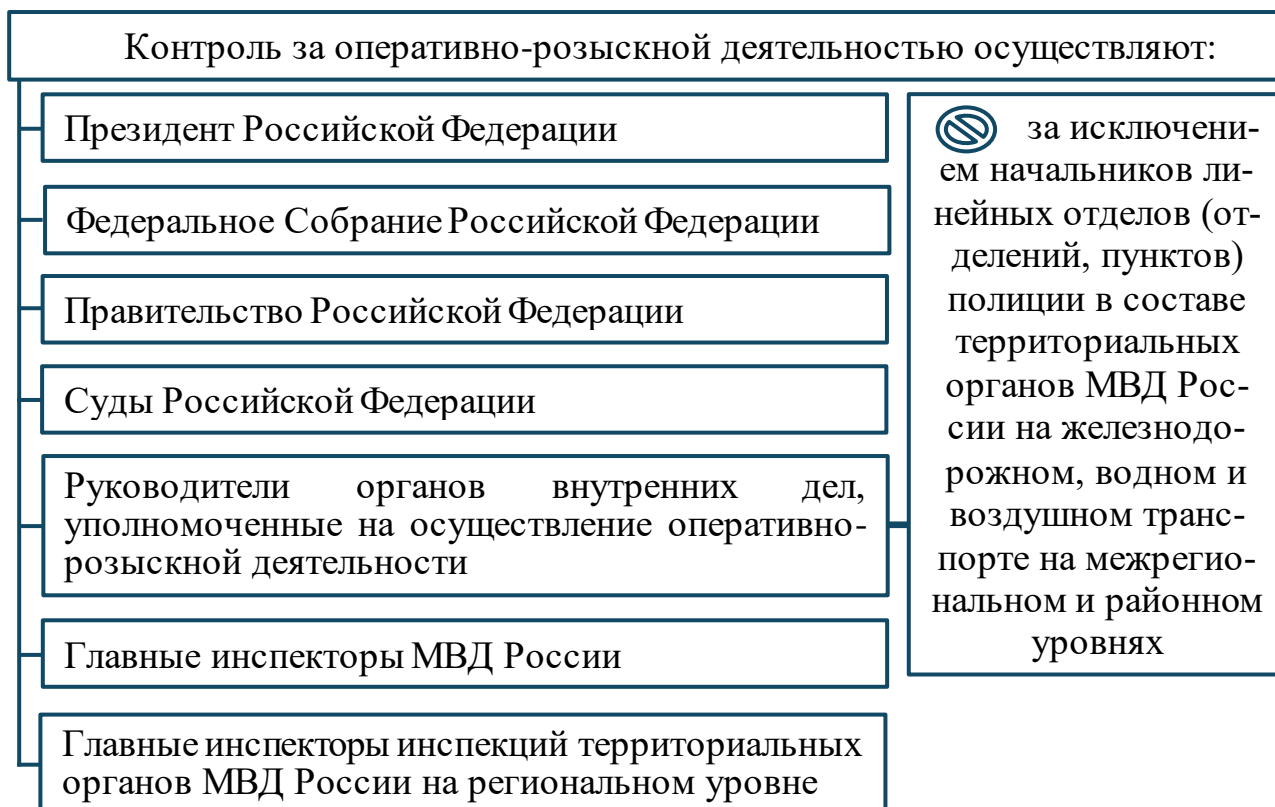 Контроль за оперативно-розыскной деятельностью осуществляют:
Президент Российской Федерации
Федеральное Собрание Российской Федерации
Правительство Российской Федерации
Суды Российской Федерации
Руководители органов внутренних дел,
уполномоченные на осуществление оперативно-
розыскной деятельности
Главные инспекторы МВД России
Главные инспекторы инспекций территориальных
органов МВД России на региональном уровне
за исключени-
ем начальников ли-
нейных отделов (от-
делений, пунктов)
полиции в составе
территориальных
органов МВД Рос-
сии на железнодо-
рожном, водном и
воздушном транс-
порте на межрегио-
нальном и районном
уровнях